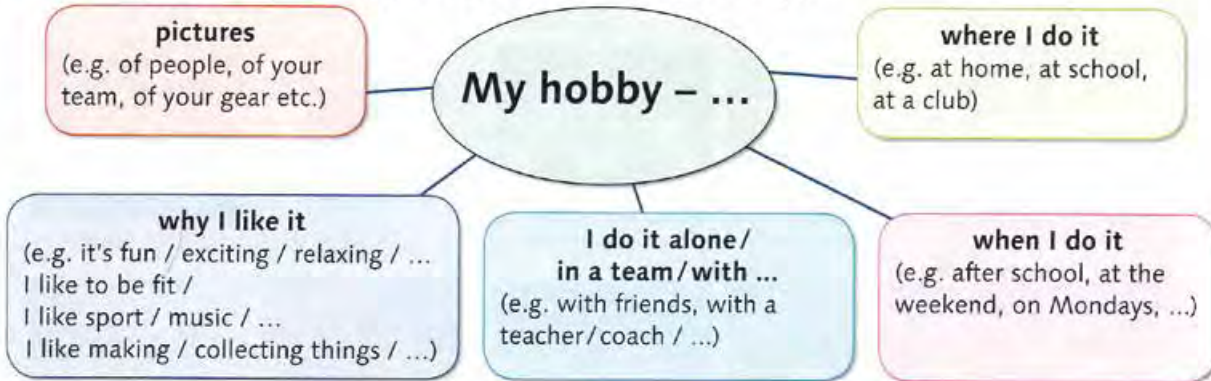 pictures
(e.g. of people, of your
team, of your gear etc.)
My hobby – ...
where I do it
(e.g. at home, at school,
at a club)
why I like it
(e.g. it's fun / exciting / relaxing / ...
I like to be fit /
I like sport / music / ...
I like making / collecting things / ...)
I do it alone/
in a team/with ...
(e.g. with friends, with a
teacher/coach / ...)
when I do it
(e.g. after school, at the
weekend, on Mondays, ...)